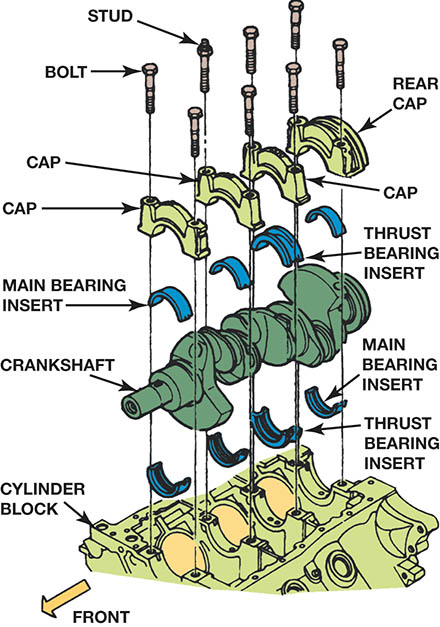 STUD
BOLT
REAR
CAP
CAP
CAP
CAP
THRUST
BEARING
INSERT
MAIN BEARING
INSERT
MAIN
BEARING
INSERT
CRANKSHAFT
THRUST
BEARING
INSERT
CYLINDER
BLOCK
FRONT